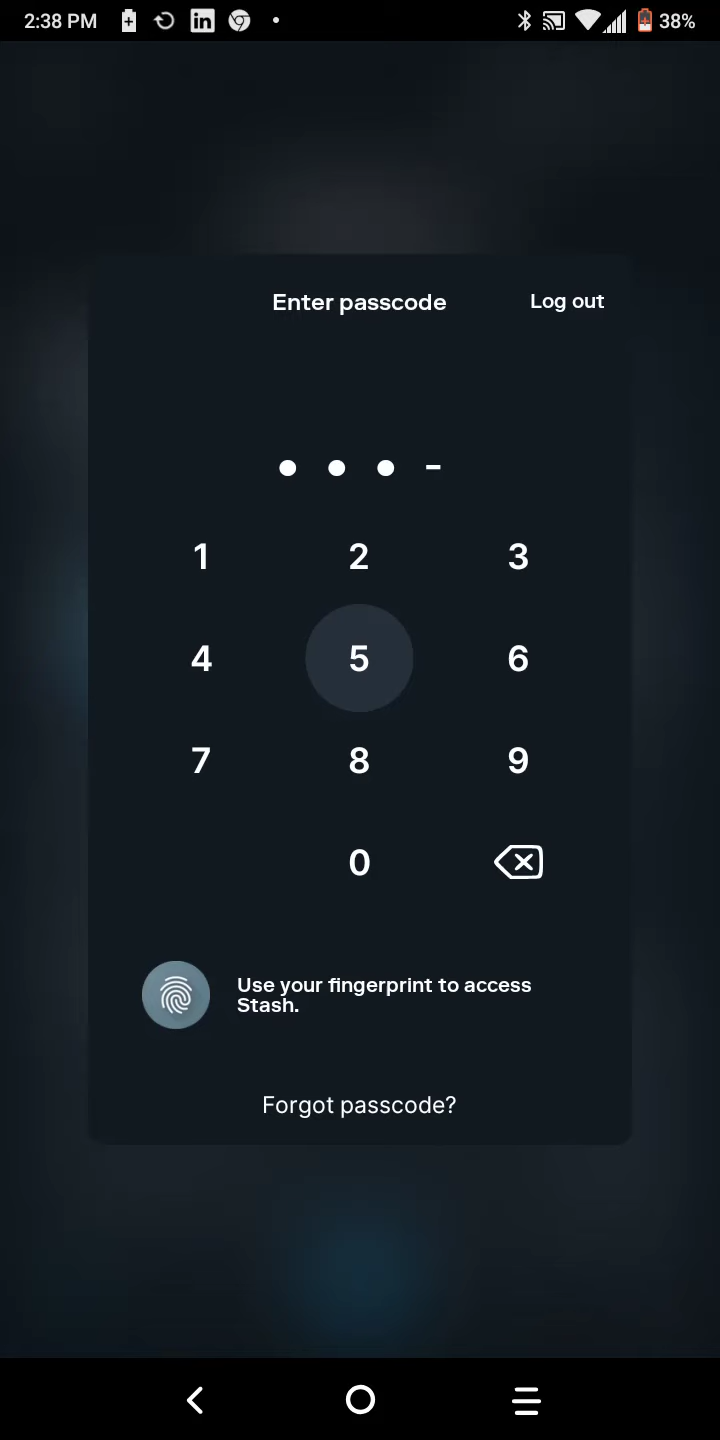 2:38 PM in 38%
Enter passcode Log out
1 2 3
4 5 6
7 8 9
0
Use your fingerprint to access
Stash.
Forgot passcode?